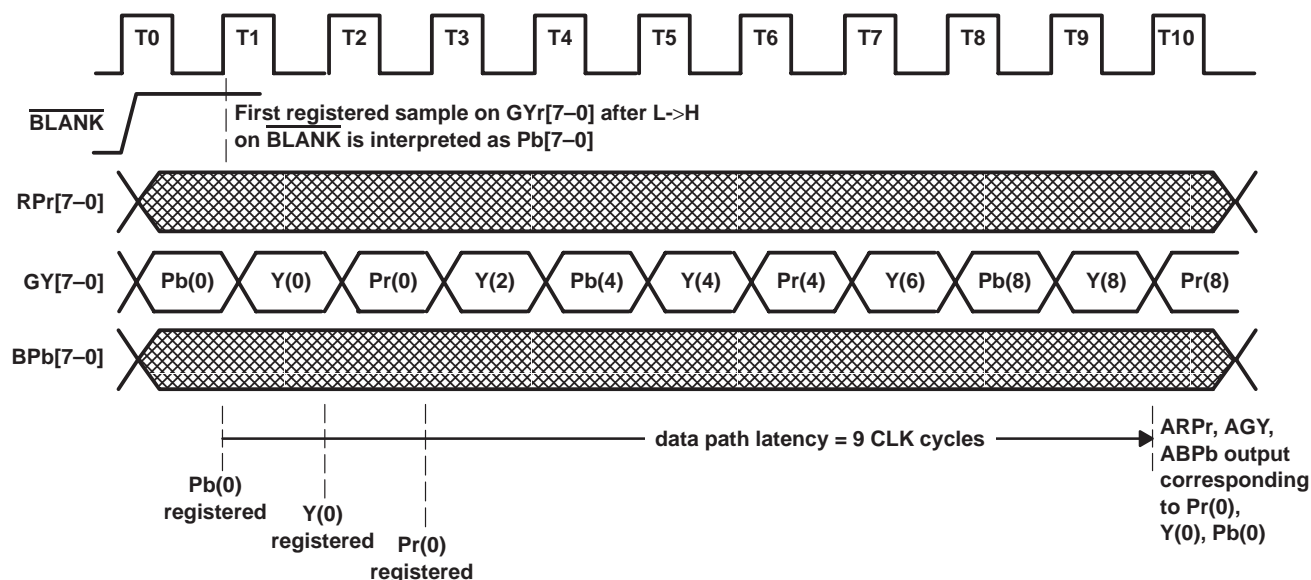 T0 T1 T2 T3 T4 T5 T6 T7 T8 T9 T10
BLANK
First registered sample on GYr[7–0] after L->H
on BLANK is interpreted as Pb[7–0]
RPr[7–0]
GY[7–0] Pb(0) Y(0) Pr(0) Y(2) Pb(4) Y(4) Pr(4) Y(6) Pb(8) Y(8) Pr(8)
BPb[7–0]
data path latency = 9 CLK cycles
ARPr, AGY,
ABPb output
corresponding
to Pr(0),
Y(0), Pb(0)
Pb(0)
registered
Y(0)
registered
Pr(0)
registered